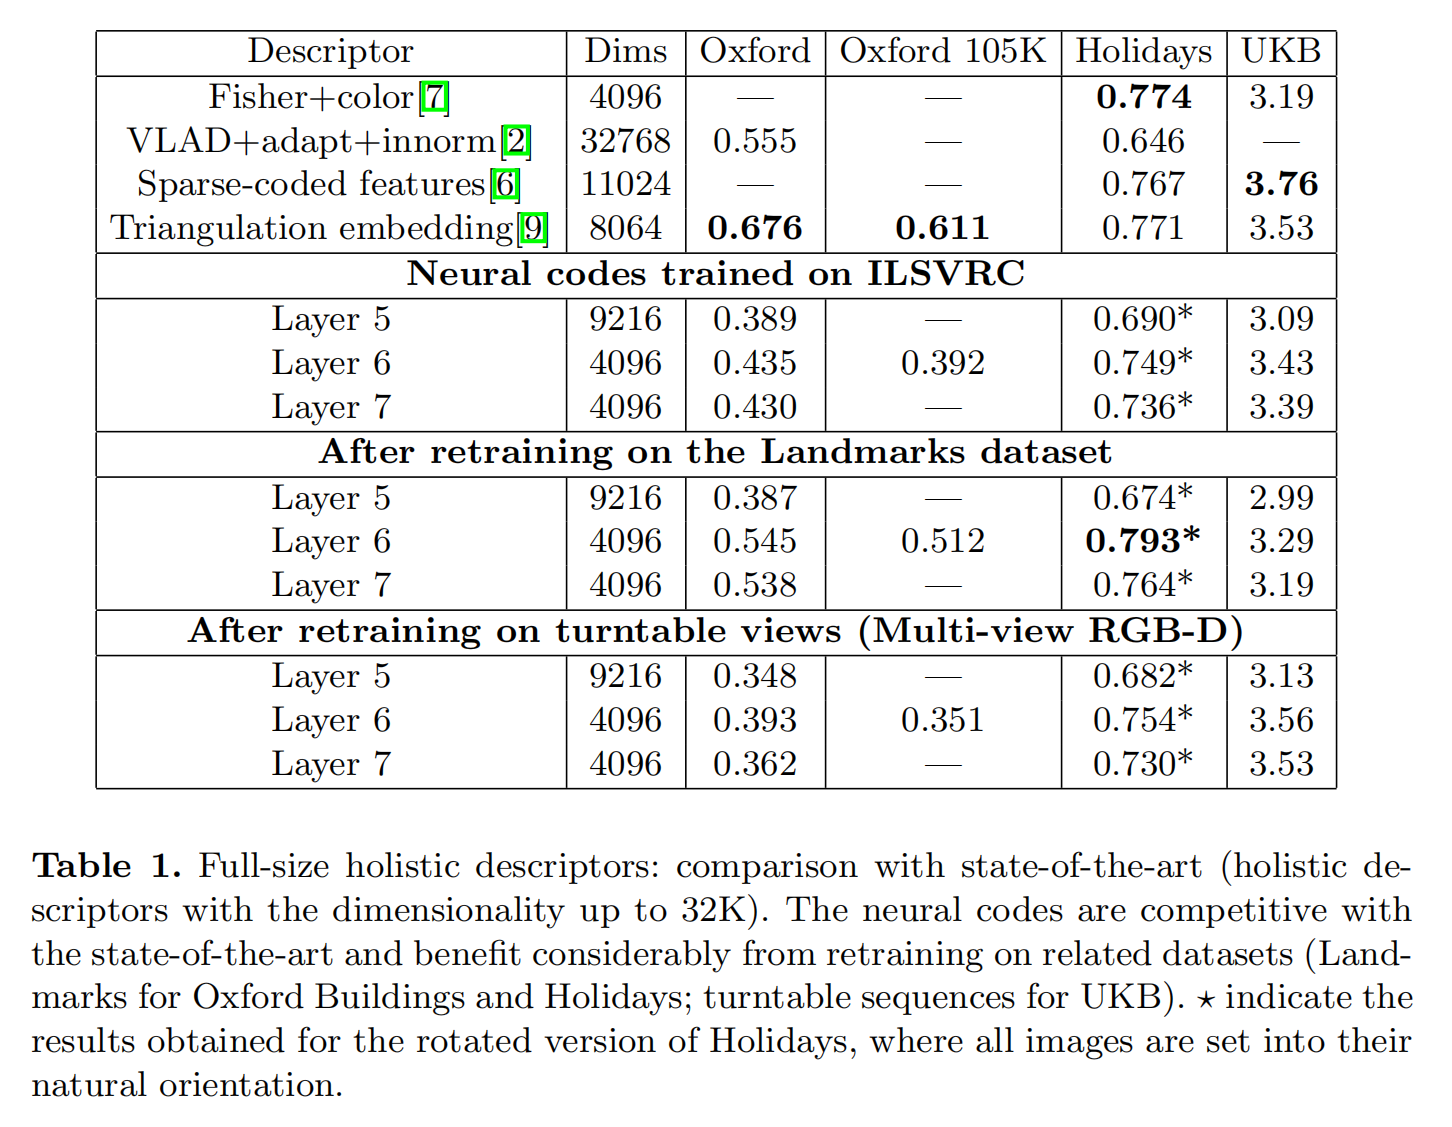 Descriptor Dims Oxford Oxford 105K Holidays UKB
Fisher+color[7] 4096 — — 0.774 3.19
VLAD+adapt+innorm[2] 32768 0.555 — 0.646 —
Sparse-coded features[6] 11024 — — 0.767 3.76
Triangulation embedding[9] 8064 0.676 0.611 0.771 3.53
Neural codes trained on ILSVRC
Layer 5 9216 0.389 — 0.690* 3.09
Layer 6 4096 0.435 0.392 0.749* 3.43
Layer 7 4096 0.430 — 0.736* 3.39
After retraining on the Landmarks dataset
Layer 5 9216 0.387 — 0.674* 2.99
Layer 6 4096 0.545 0.512 0.793* 3.29
Layer 7 4096 0.538 — 0.764* 3.19
After retraining on turntable views (Multi-view RGB-D)
Layer 5 9216 0.348 — 0.682* 3.13
Layer 6 4096 0.393 0.351 0.754* 3.56
Layer 7 4096 0.362 — 0.730* 3.53
Table 1. Full-size holistic descriptors: comparison with state-of-the-art (holistic de-
scriptors with the dimensionality up to 32K). The neural codes are competitive with
the state-of-the-art and benefit considerably from retraining on related datasets (Land-
marks for Oxford Buildings and Holidays; turntable sequences for UKB). ⋆ indicate the
results obtained for the rotated version of Holidays, where all images are set into their
natural orientation.